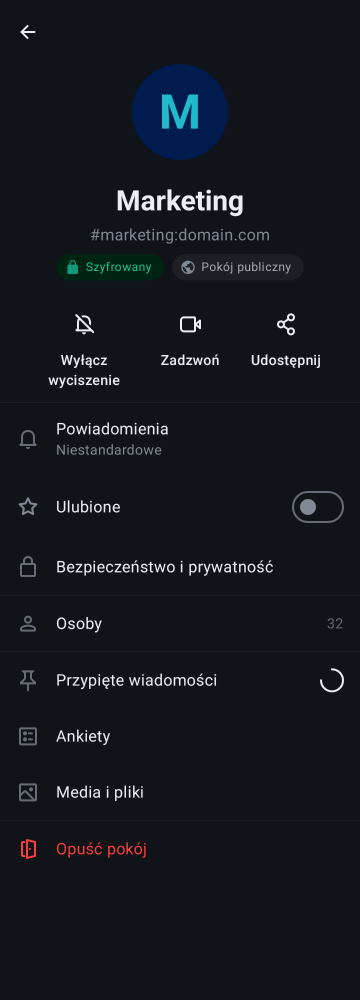 M
Marketing
#marketing:domain.com
Szyfrowany
Pokój publiczny
Wyłącz
wyciszenie
Zadzwoń
Udostępnij
Powiadomienia
Niestandardowe
Ulubione
Bezpieczeństwo i prywatność
Osoby
32
Przypięte wiadomości
Ankiety
Media i pliki
Opuść pokój